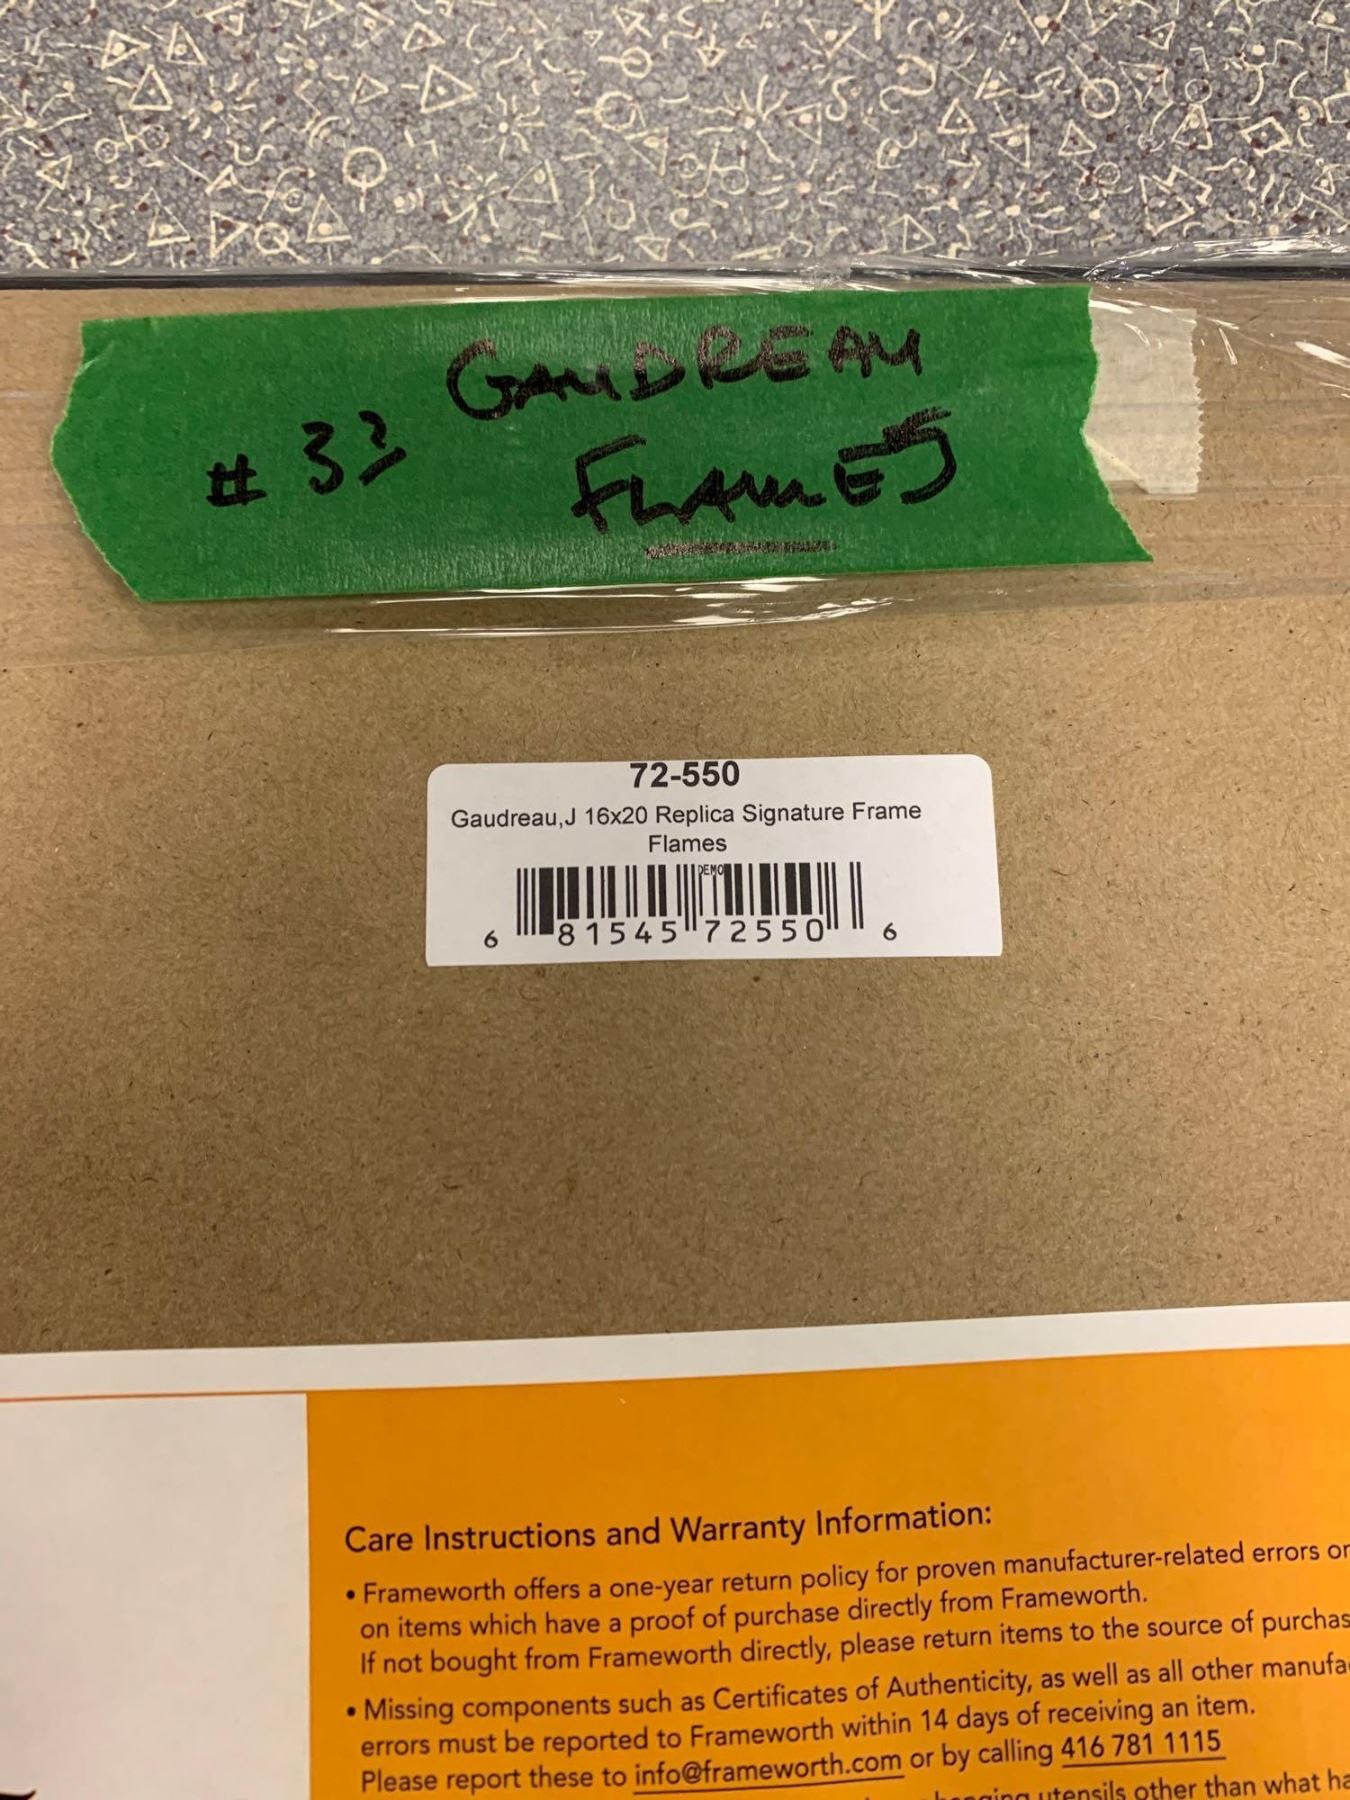 GAUDREAU
# 33
FLAMES
72-550
Gaudreau,J 16x20 Replica Signature Frame
Flames
DEMO
6 81545 72550 6
Care Instructions and Warranty Information:
• Frameworth offers a one-year return policy for proven manufacturer-related errors or
on items which have a proof of purchase directly from Frameworth.
If not bought from Frameworth directly, please return items to the source of purchas
• Missing components such as Certificates of Authenticity, as well as all other manufa
errors must be reported to Frameworth within 14 days of receiving an item.
Please report these to info@frameworth.com or by calling 416 781 1115
utensils other than what ha